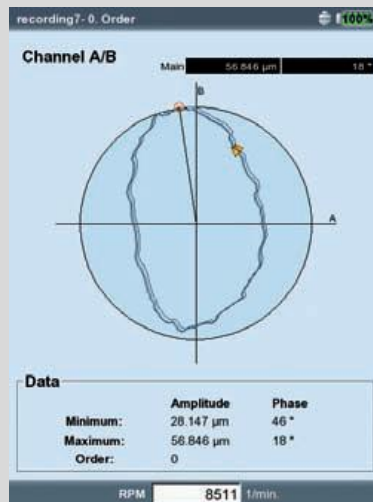 recording7- 0. Order 100%
Channel A/B
Main 56.846 µm 18 °
B
A
Data
Amplitude Phase
Minimum: 28.147 µm 46 °
Maximum: 56.846 µm 18 °
Order: 0
RPM 8511 1/min.